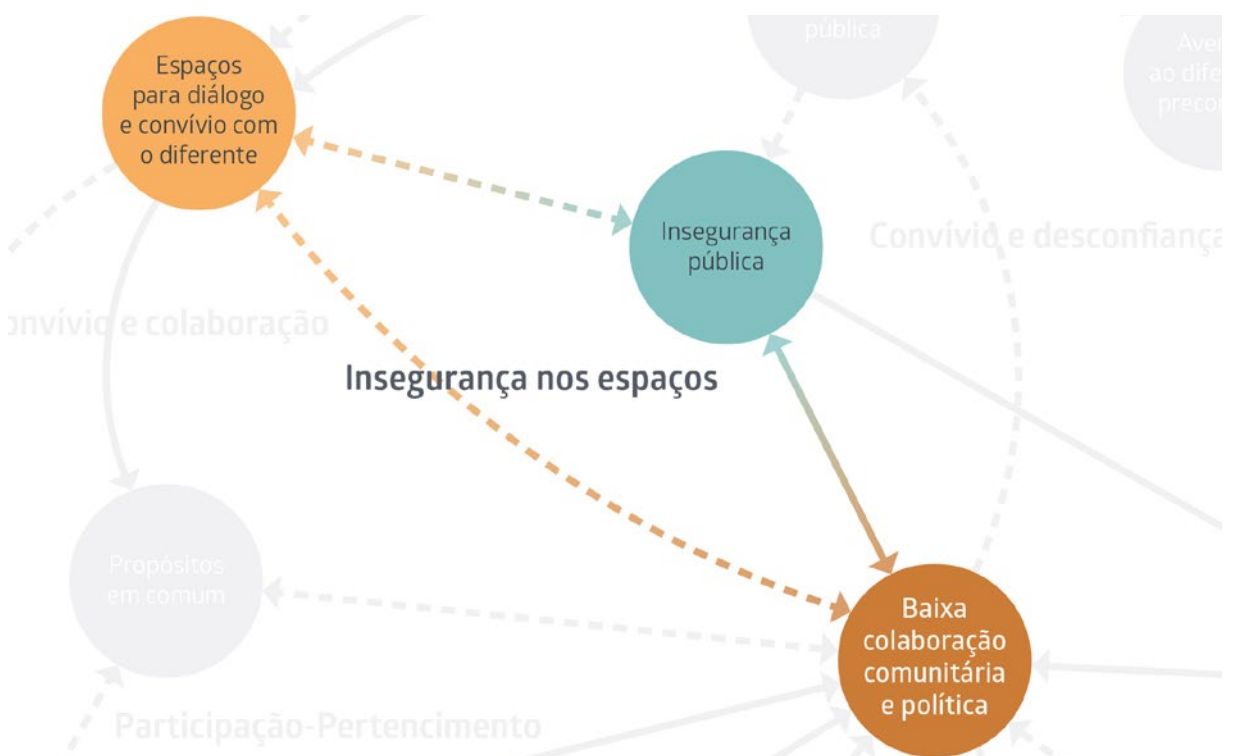 Espaços
para diálogo
e convívio com
o diferente
pública
Insegurança
pública
Convívio e desconfiança
e colaboração
Insegurança nos espaços
Propósitos
em comum
Baixa
colaboração
comunitária
e política
Participação-Pertencimento